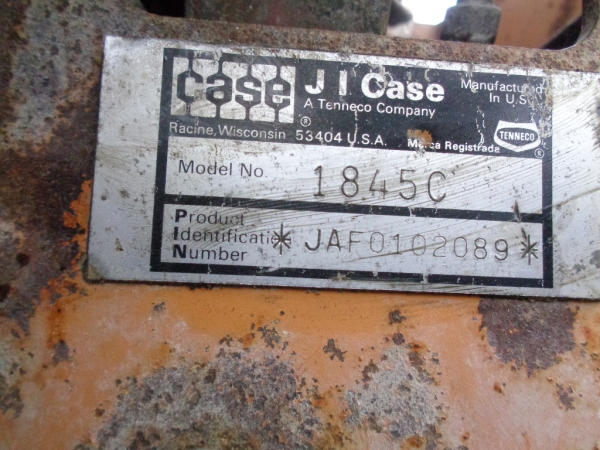 case
J I Case
A Tenneco Company
Manufactured
In U.S.
Racine, Wisconsin 53404 U.S.A.
Marca Registrada
TENNECO
®
®
Model No. 1845C
Product
Identification
Number
*JAF0102089*